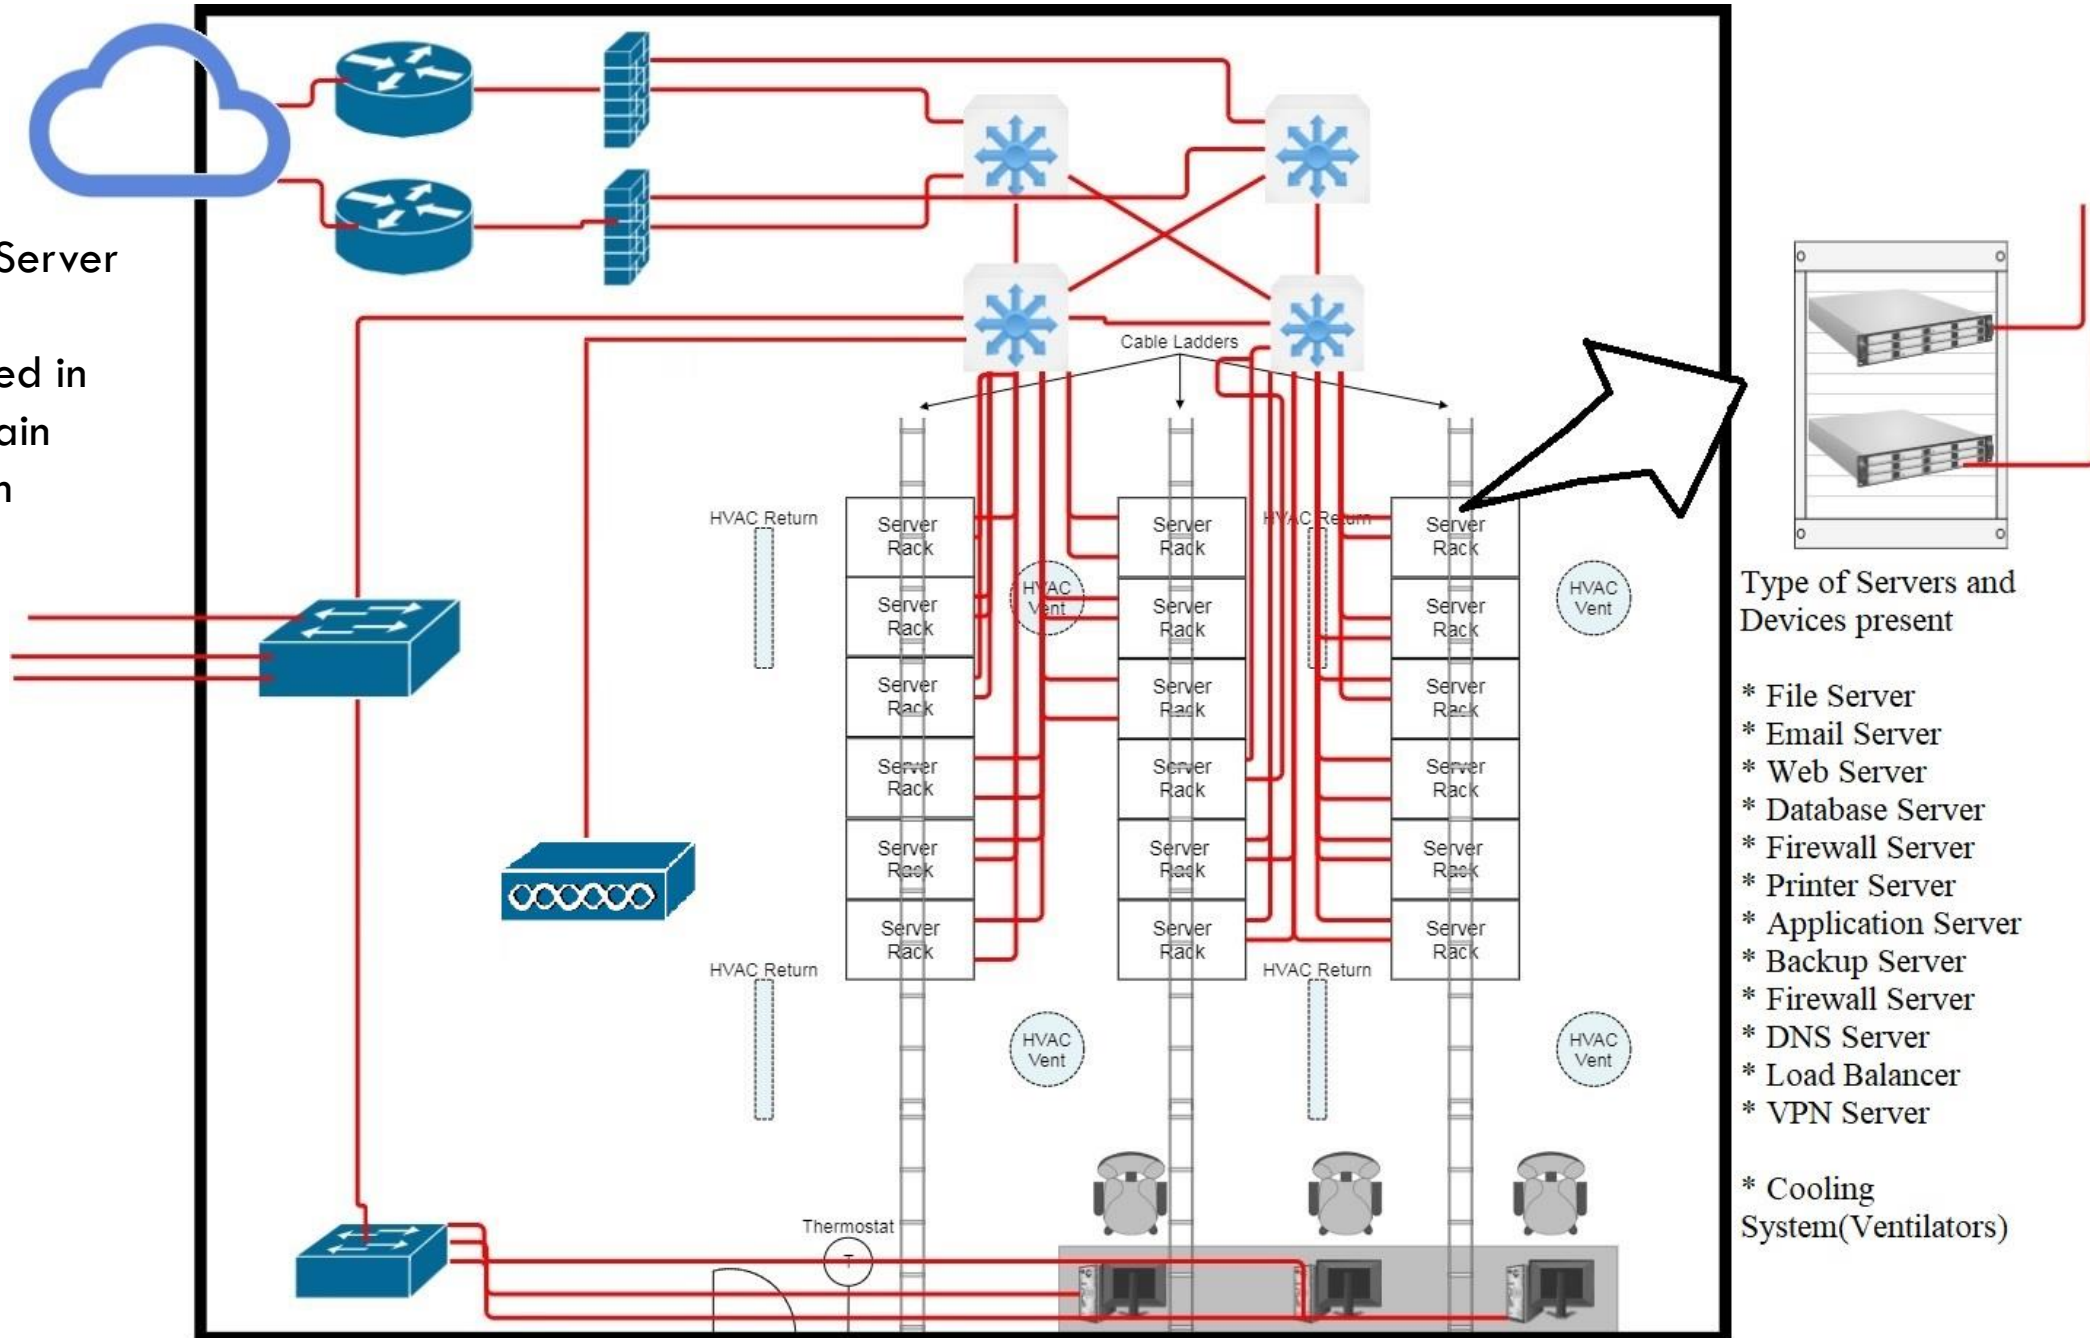 Server
ed in
ain
n
Cable Ladders
HVAC Return
HVAC Return
Server
Rack
Server
Rack
Server
Rack
HVAC
Vent
HVAC
Vent
Server
Rack
Server
Rack
Server
Rack
Server
Rack
Server
Rack
Server
Rack
Server
Rack
Server
Rack
Server
Rack
Server
Rack
Server
Rack
Server
Rack
Server
Rack
Server
Rack
Server
Rack
HVAC Return
HVAC Return
HVAC
Vent
HVAC
Vent
Thermostat
T
Type of Servers and
Devices present
* File Server
* Email Server
* Web Server
* Database Server
* Firewall Server
* Printer Server
* Application Server
* Backup Server
* Firewall Server
* DNS Server
* Load Balancer
* VPN Server
* Cooling
System(Ventilators)